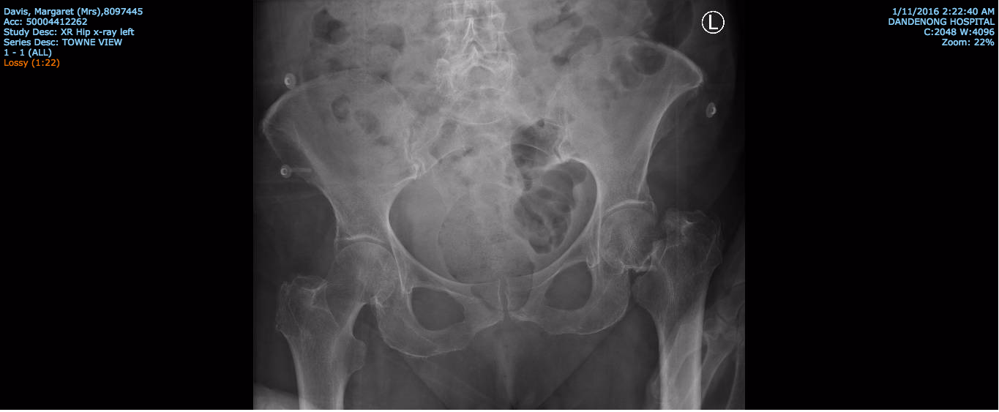 Davis, Margaret (Mrs),8097445
Acc: 50004412262
Study Desc: XR Hip x-ray left
Series Desc: TOWNE VIEW
1 - 1 (ALL)
Lossy (1:22)
1/11/2016 2:22:40 AM
DANDENONG HOSPITAL
C:2048 W:4096
Zoom: 22%
L